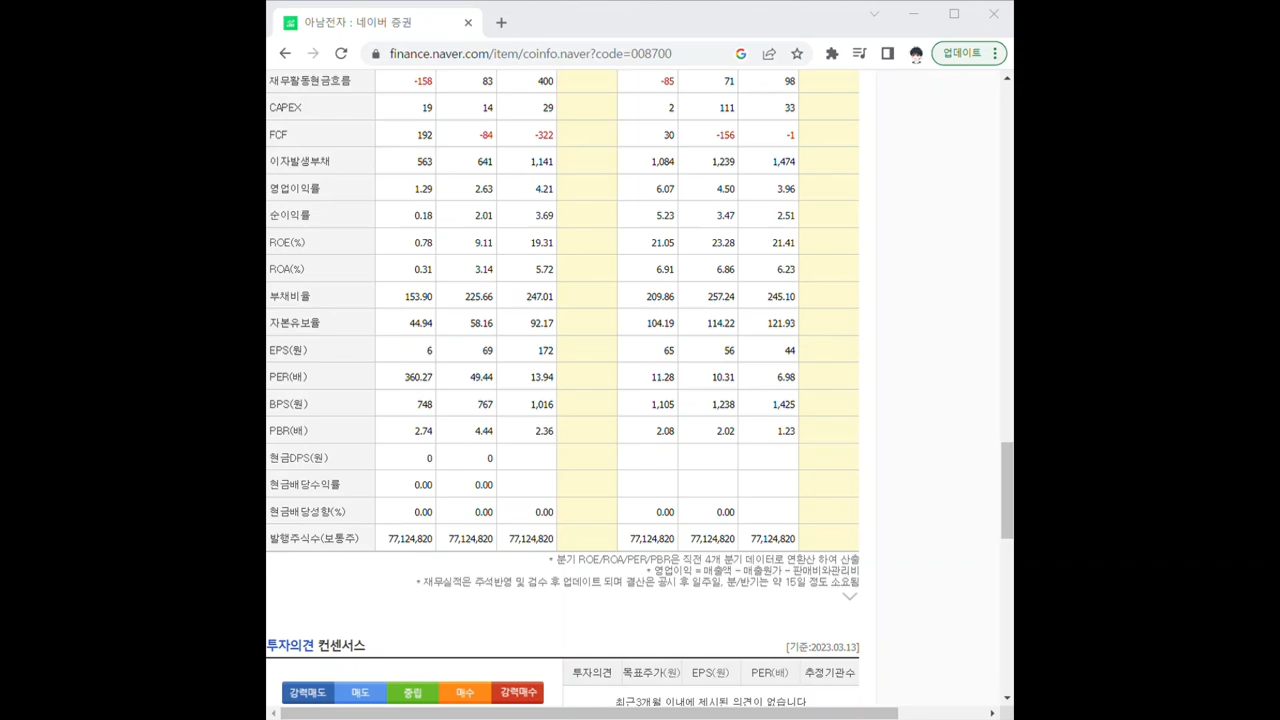 아남전자 : 네이버 증권
finance.naver.com/item/coinfo.naver?code=008700
업데이트
재무활동현금흐름 -158 83 400 -85 71 98
CAPEX 19 14 29 2 111 33
FCF 192 -84 -322 30 -156 -1
이자발생부채 563 641 1,141 1,084 1,239 1,474
영업이익률 1.29 2.63 4.21 6.07 4.50 3.96
순이익률 0.18 2.01 3.69 5.23 3.47 2.51
ROE(%) 0.78 9.11 19.31 21.05 23.28 21.41
ROA(%) 0.31 3.14 5.72 6.91 6.86 6.23
부채비율 153.90 225.66 247.01 209.86 257.24 245.10
자본유보율 44.94 58.16 92.17 104.19 114.22 121.93
EPS(원) 6 69 172 65 56 44
PER(배) 360.27 49.44 13.94 11.28 10.31 6.98
BPS(원) 748 767 1,016 1,105 1,238 1,425
PBR(배) 2.74 4.44 2.36 2.08 2.02 1.23
현금DPS(원) 0 0
현금배당수익률 0.00 0.00
현금배당성향(%) 0.00 0.00 0.00 0.00 0.00
발행주식수(보통주) 77,124,820 77,124,820 77,124,820 77,124,820 77,124,820 77,124,820
* 분기 ROE/ROA/PER/PBR은 직전 4개 분기 데이터로 연환산 하여 산출
* 영업이익 = 매출액 - 매출원가 - 판매비와관리비
* 재무실적은 주석반영 및 검수 후 업데이트 되며 결산은 공시 후 일주일, 분/반기는 약 15일 정도 소요됨
투자의견 컨센서스 [기준:2023.03.13]
투자의견 목표주가(원) EPS(원) PER(배) 추정기관수
강력매도 매도 중립 매수 강력매수
최근3개월 이내에 제시된 의견이 없습니다